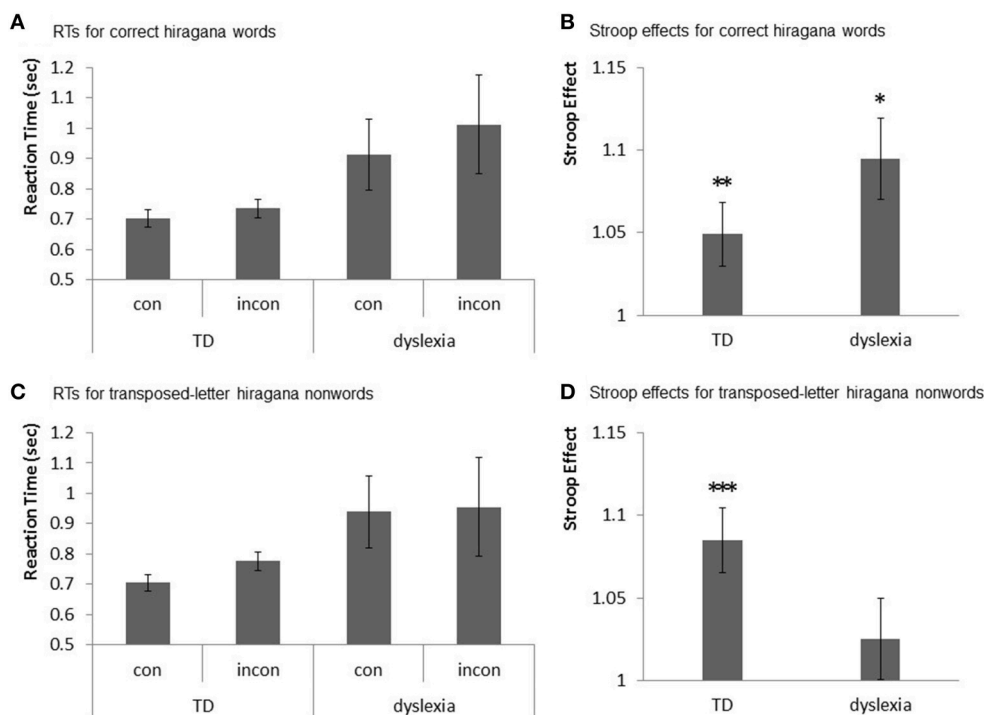 A RTs for correct hiragana words
Reaction Time (sec)
1.2
1.1
1
0.9
0.8
0.7
0.6
0.5
con incon con incon
TD dyslexia
B Stroop effects for correct hiragana words
Stroop Effect
1.15
1.1
1.05
1
**
*
TD dyslexia
C RTs for transposed-letter hiragana nonwords
Reaction Time (sec)
1.2
1.1
1
0.9
0.8
0.7
0.6
0.5
con incon con incon
TD dyslexia
D Stroop effects for transposed-letter hiragana nonwords
Stroop Effect
1.15
1.1
1.05
1
***
TD dyslexia